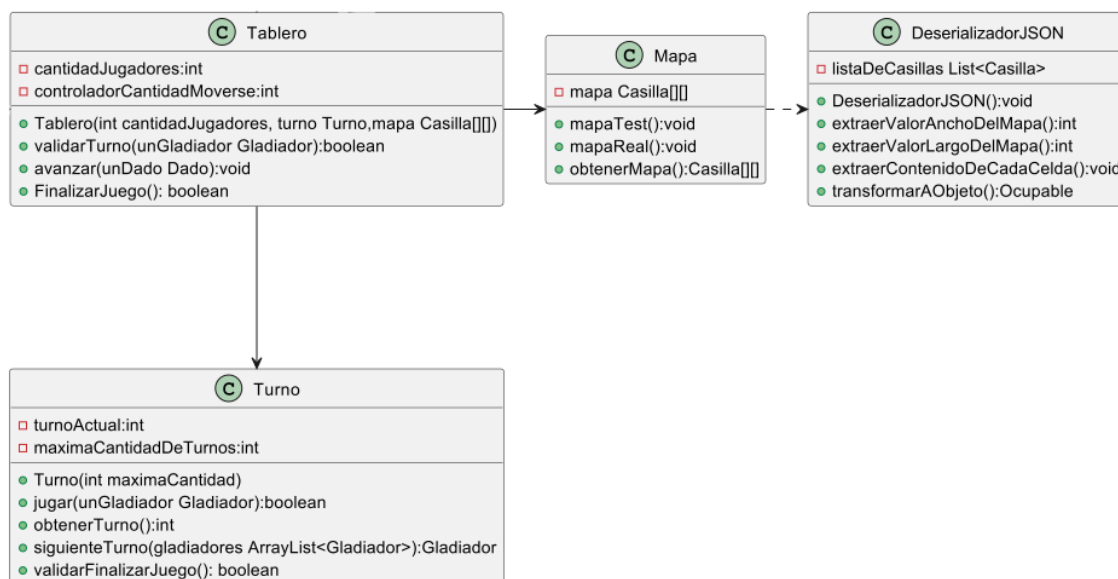 C Tablero
cantidadJugadores:int
controladorCantidadMoverse:int
Tablero(int cantidadJugadores, turno Turno,mapa Casilla[][])
validarTurno(unGladiador Gladiador):boolean
avanzar(unDado Dado):void
FinalizarJuego(): boolean
C Mapa
mapa Casilla[][]
mapaTest():void
mapaReal():void
obtenerMapa():Casilla[][]
C DeserializadorJSON
listaDeCasillas List<Casilla>
DeserializadorJSON():void
extraerValorAnchoDelMapa():int
extraerValorLargoDelMapa():int
extraerContenidoDeCadaCelda():void
transformarAObjeto():Ocupable
C Turno
turnoActual:int
maximaCantidadDeTurnos:int
Turno(int maximaCantidad)
jugar(unGladiador Gladiador):boolean
obtenerTurno():int
siguienteTurno(gladiadores ArrayList<Gladiador>):Gladiador
validarFinalizarJuego(): boolean